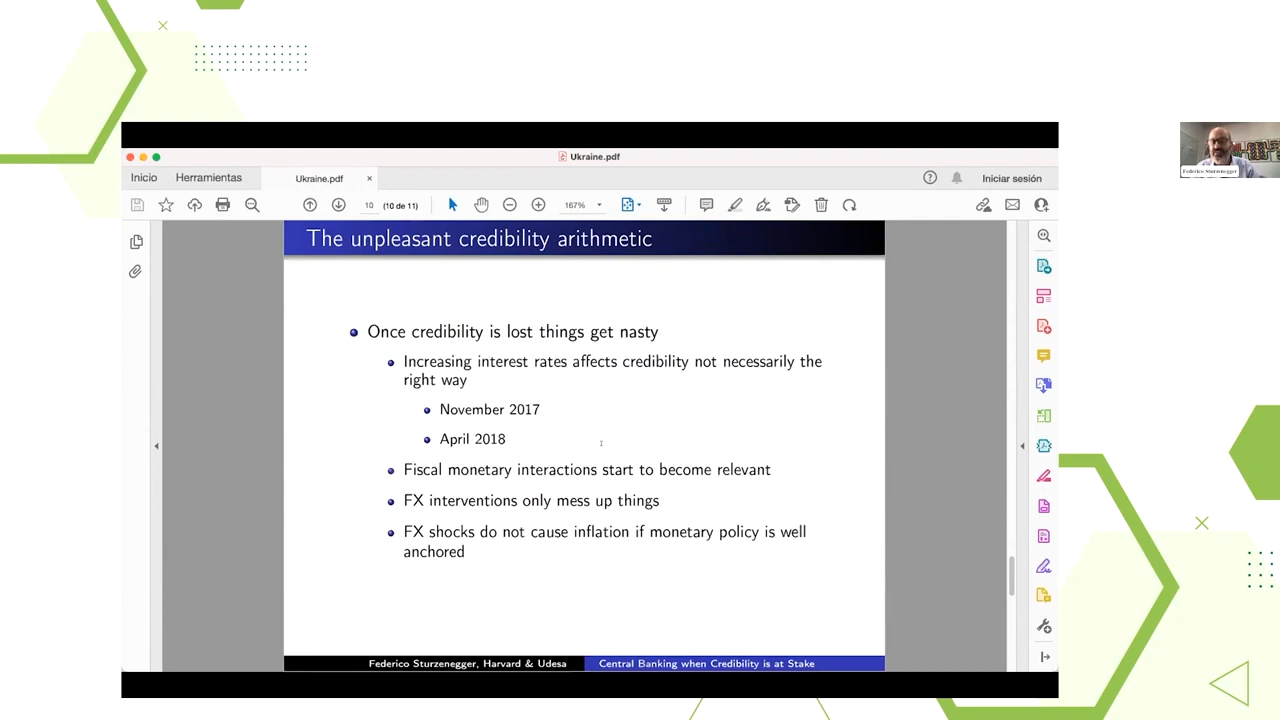 Ukraine.pdf
Inicio
Herramientas
Ukraine.pdf
×
Iniciar sesión
10
(10 de 11)
167%
The unpleasant credibility arithmetic
Once credibility is lost things get nasty
Increasing interest rates affects credibility not necessarily the
right way
November 2017
April 2018
Fiscal monetary interactions start to become relevant
FX interventions only mess up things
FX shocks do not cause inflation if monetary policy is well
anchored
Federico Sturzenegger, Harvard & Udesa
Central Banking when Credibility is at Stake
Federico Sturzenegger